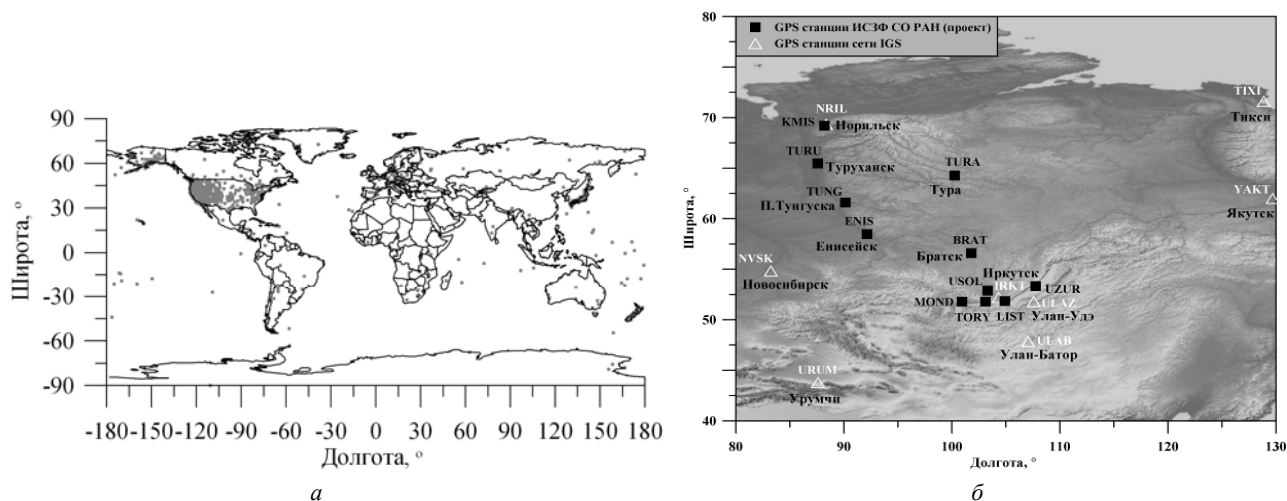 90
60
30
0
-30
-60
-90
Широта, °
-180 -150 -120 -90 -60 -30 0 30 60 90 120 150 180
Долгота, °
а
80
70
60
50
40
Широта, °
GPS станции ИСЗФ СО РАН (проект)
GPS станции сети IGS
TIXI
Тикси
NRIL
KMIS Норильск
TURU
Туруханск
TURA
Тура
TUNG
П.Тунгуска
YAKT
Якутск
ENIS
Енисейск
BRAT
Братск
NVSK
Новосибирск
Иркутск
USOL
IRKT
UZUR
MOND
TORY
LIST
ULAZ
Улан-Удэ
ULAB
Улан-Батор
URUM
Урумчи
80 90 100 110 120 130
Долгота, °
б